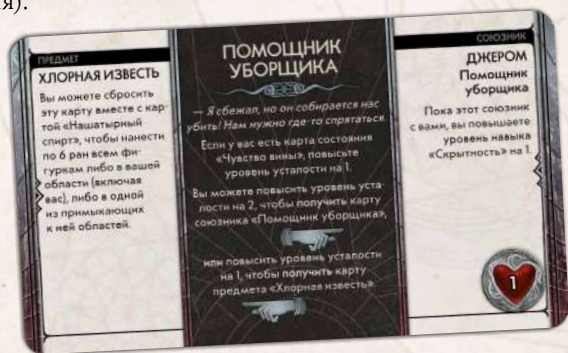 я).
ПРЕДМЕТ
ХЛОРНАЯ ИЗВЕСТЬ
Вы можете сбросить
эту карту вместе с кар-
той «Нашатырный
спирт», чтобы нанести
по 6 ран всем фи-
гуркам либо в вашей
области (включая
вас), либо в одной
из примыкающих
к ней областей.
ПОМОЩНИК
УБОРЩИКА
— Я сбежал, но он собирается нас
убить! Нам нужно где-то спрятаться.
Если у вас есть карта состояния
«Чувство вины», повысьте
уровень усталости на 1.
Вы можете повысить уровень уста-
лости на 2, чтобы получить карту
союзника «Помощник уборщика»,
или повысить уровень усталости
на 1, чтобы получить карту
предмета «Хлорная известь».
СОЮЗНИК
ДЖЕРОМ
Помощник
уборщика
Пока этот союзник
с вами, вы повышаете
уровень навыка
«Скрытность» на 1.
1